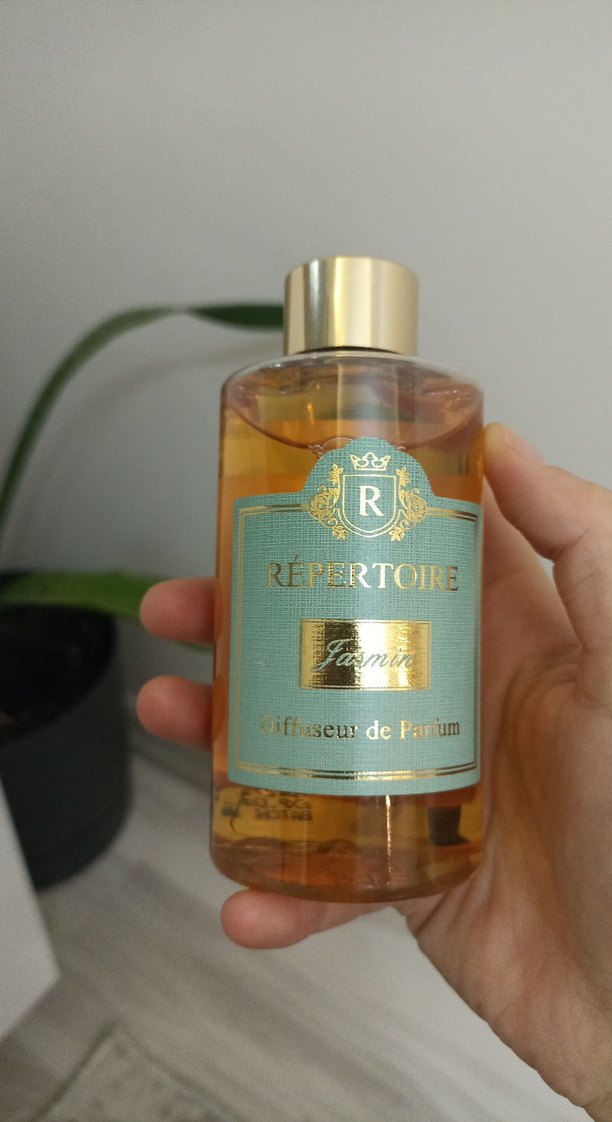 R
RÉPERTOIRE
Jasmin
Diffuseur de Parfum